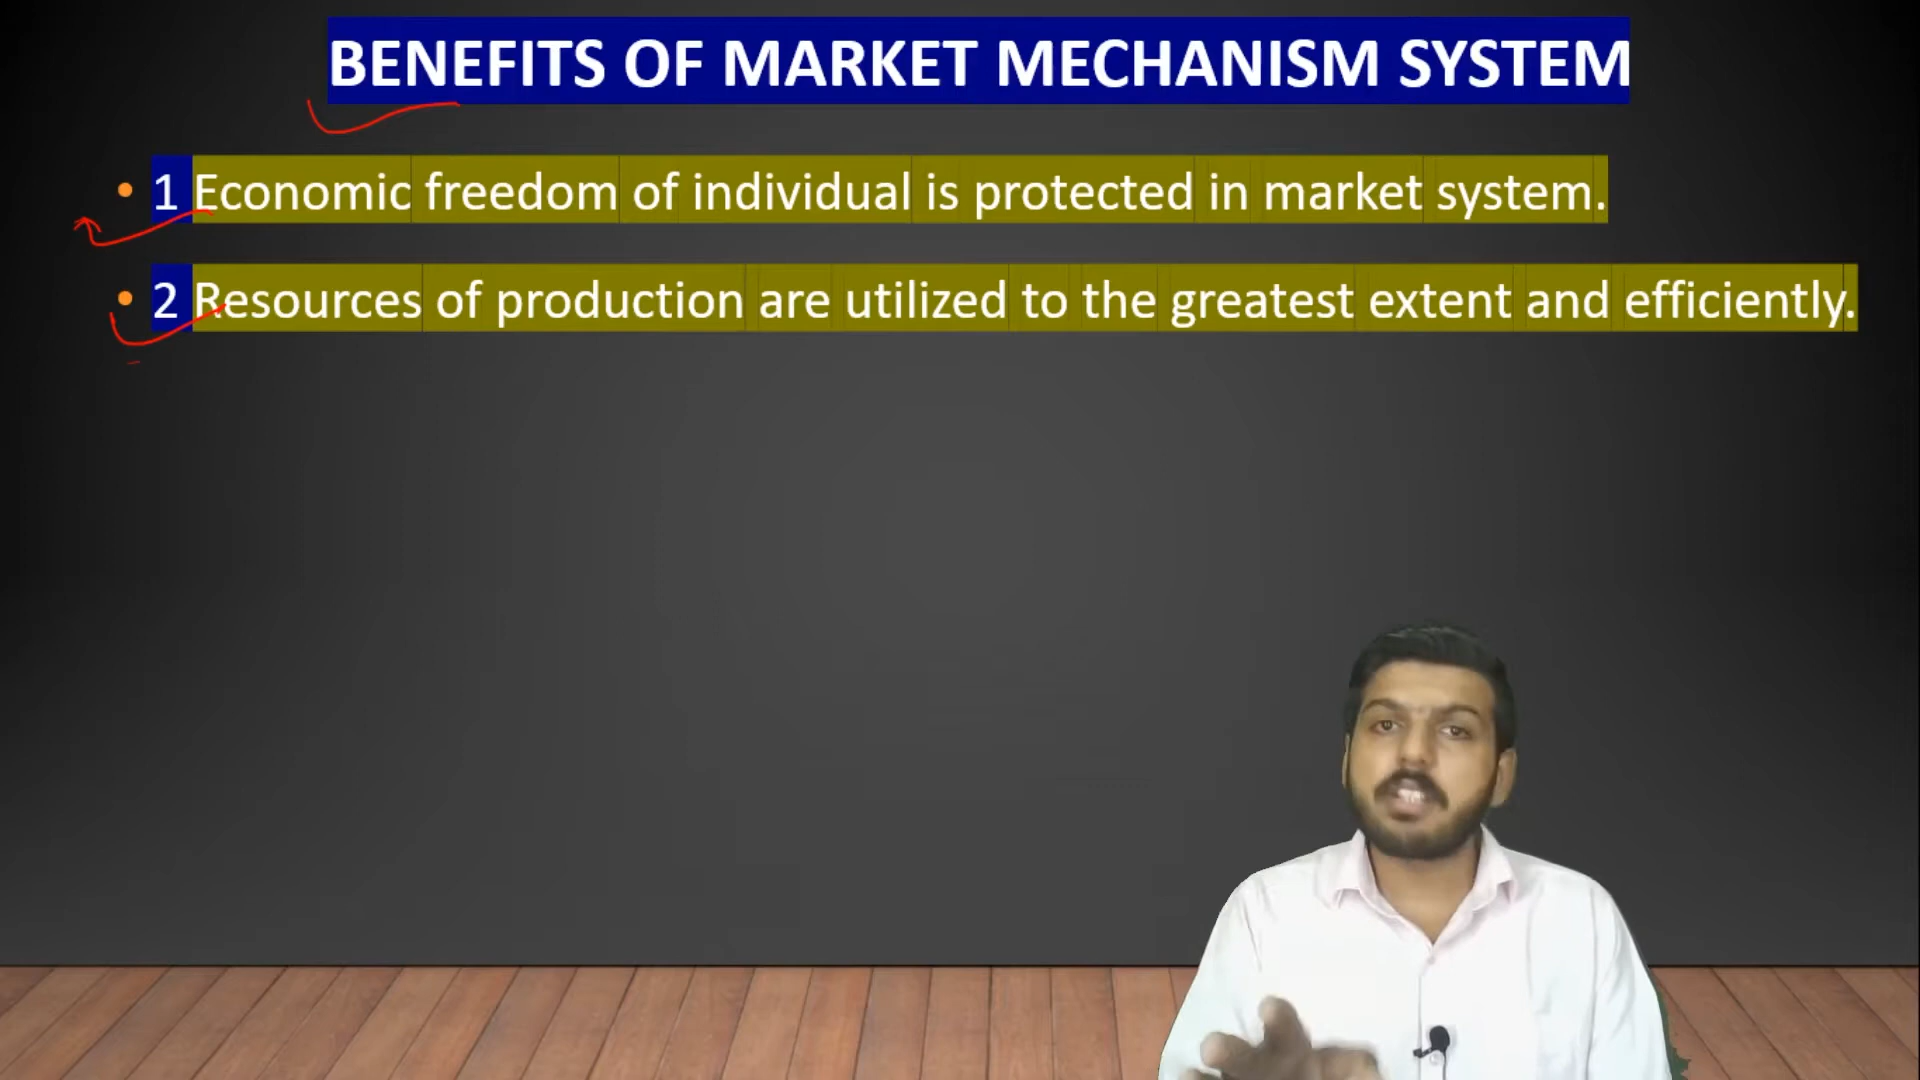 BENEFITS OF MARKET MECHANISM SYSTEM
• 1 Economic freedom of individual is protected in market system.
• 2 Resources of production are utilized to the greatest extent and efficiently.